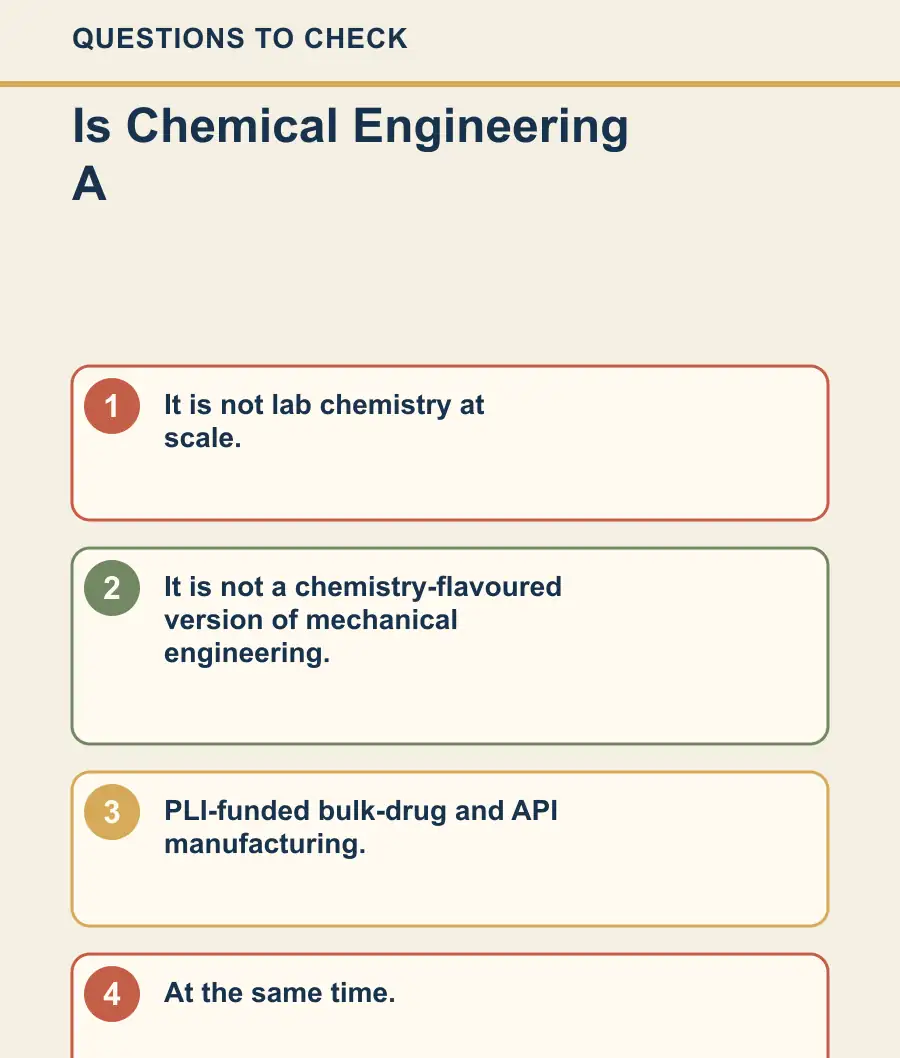 QUESTIONS TO CHECK
Is Chemical Engineering
A
1
It is not lab chemistry at
scale.
2
It is not a chemistry-flavoured
version of mechanical
engineering.
3
PLI-funded bulk-drug and API
manufacturing.
4
At the same time.